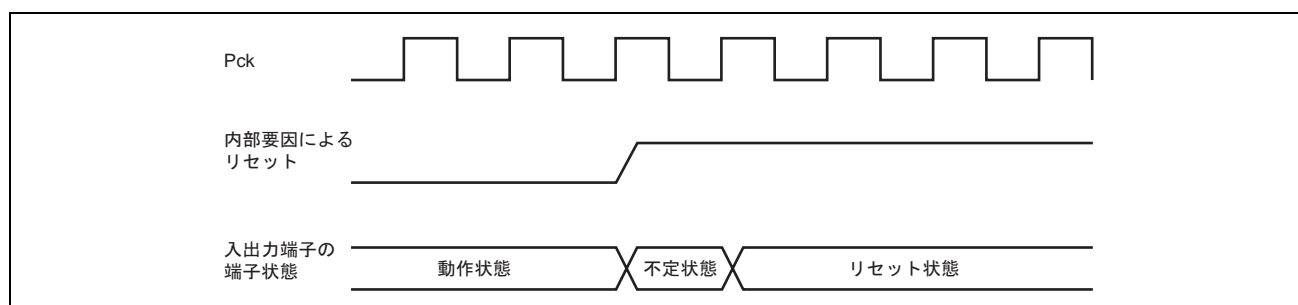 Pck
内部要因による
リセット
入出力端子の
端子状態
動作状態
不定状態
リセット状態